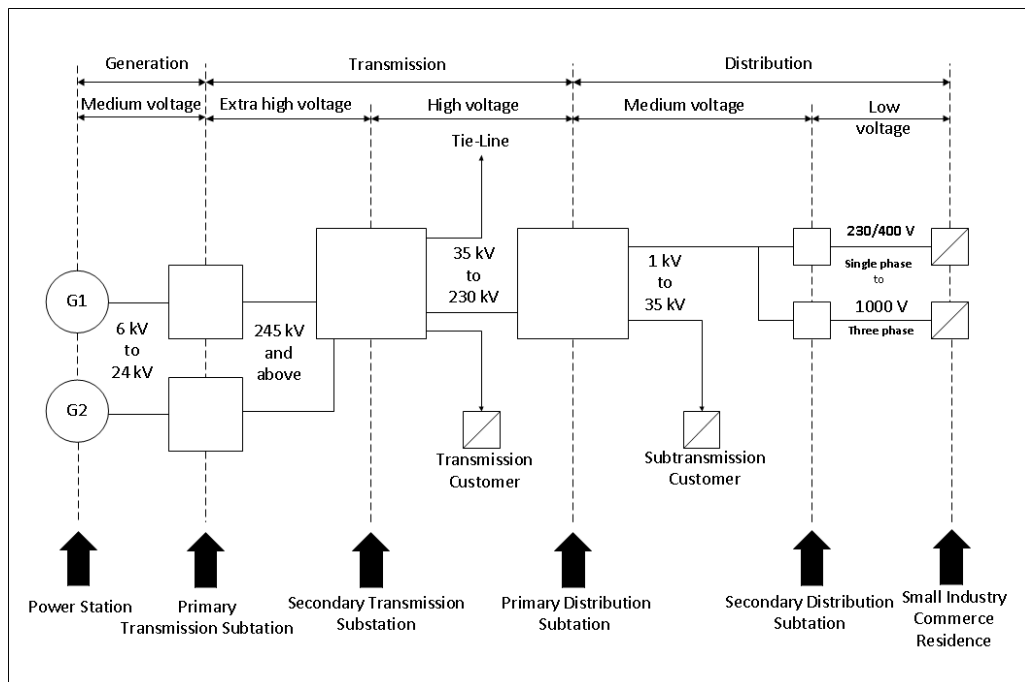 Generation
Transmission
Distribution
Medium voltage
Extra high voltage
High voltage
Medium voltage
Low
voltage
Tie-Line
G1
6 kV
to
24 kV
G2
245 kV
and
above
35 kV
to
230 kV
1 kV
to
35 kV
230/400 V
Single phase
to
1000 V
Three phase
Transmission
Customer
Subtransmission
Customer
Power Station
Primary
Transmission Subtation
Secondary Transmission
Substation
Primary Distribution
Subtation
Secondary Distribution
Subtation
Small Industry
Commerce
Residence